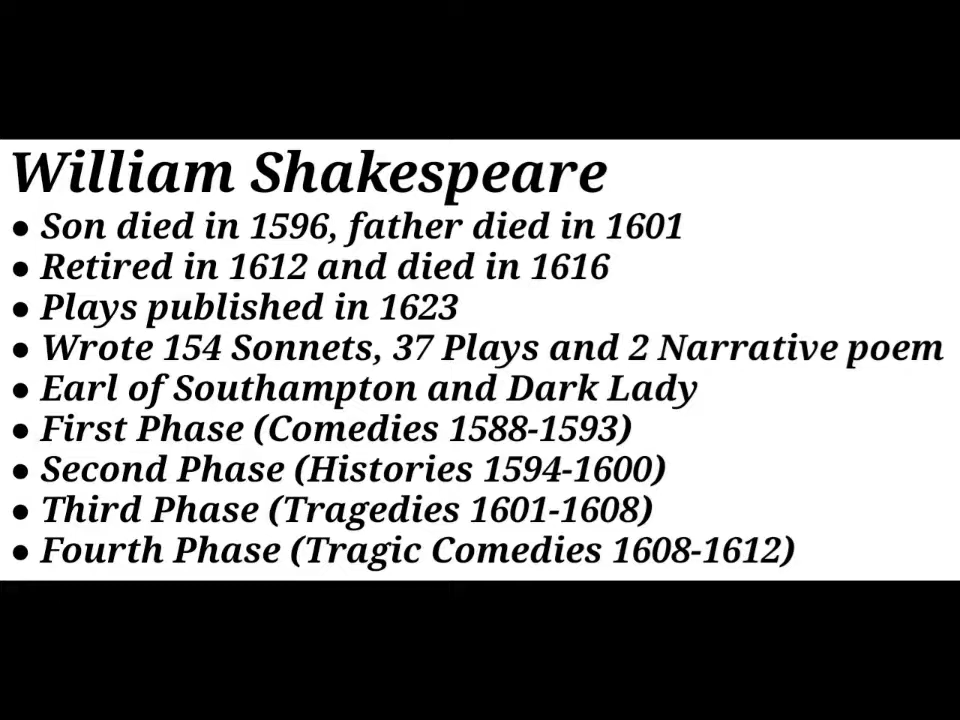 William Shakespeare
● Son died in 1596, father died in 1601
● Retired in 1612 and died in 1616
● Plays published in 1623
● Wrote 154 Sonnets, 37 Plays and 2 Narrative poem
● Earl of Southampton and Dark Lady
● First Phase (Comedies 1588-1593)
● Second Phase (Histories 1594-1600)
● Third Phase (Tragedies 1601-1608)
● Fourth Phase (Tragic Comedies 1608-1612)